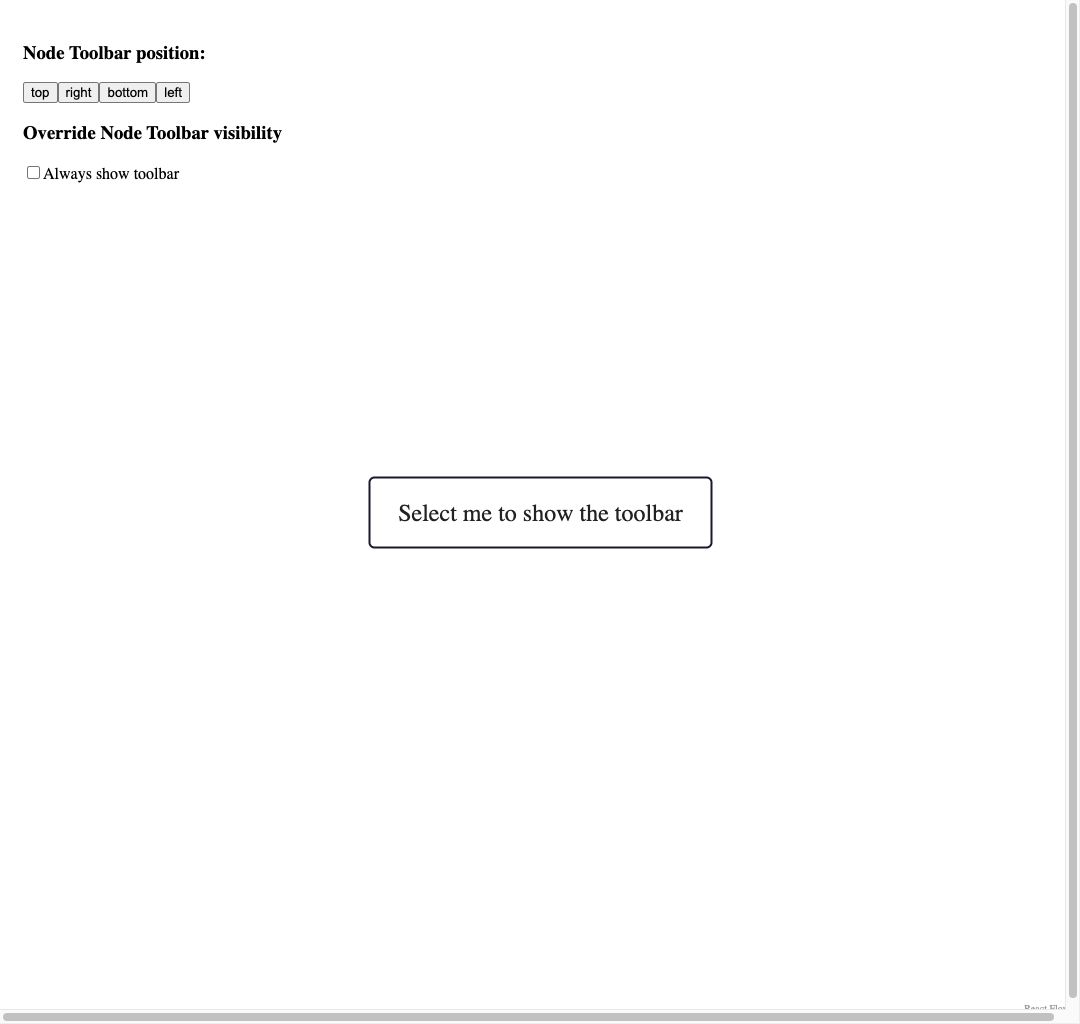 Node Toolbar position:
top right bottom left
Override Node Toolbar visibility
Always show toolbar
Select me to show the toolbar
React